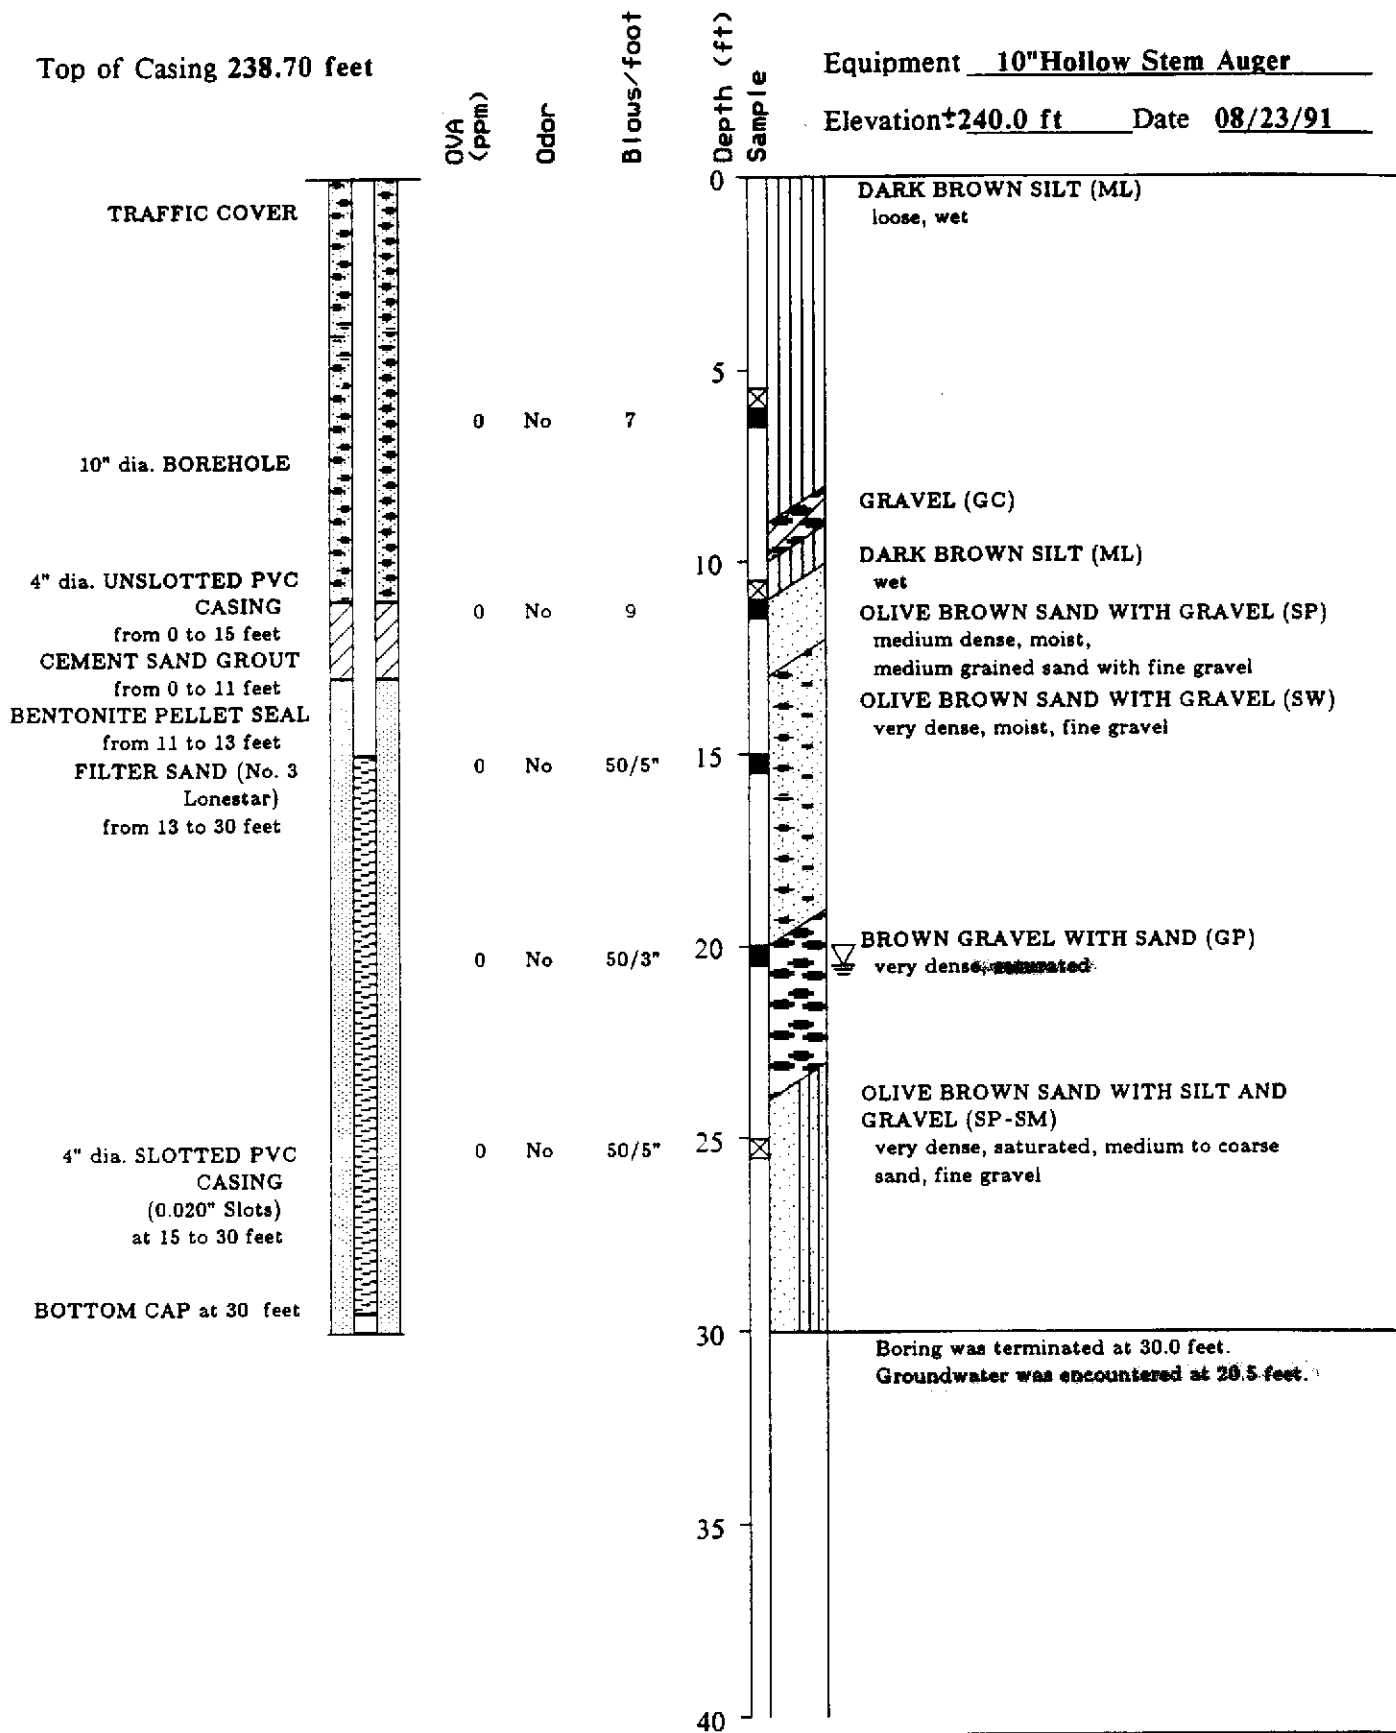 Top of Casing 238.70 feet
OVA (ppm)
Odor
Blows/foot
Depth (ft)
Sample
Equipment 10"Hollow Stem Auger
Elevation ±240.0 ft Date 08/23/91
TRAFFIC COVER
10" dia. BOREHOLE
4" dia. UNSLOTTED PVC
CASING
from 0 to 15 feet
CEMENT SAND GROUT
from 0 to 11 feet
BENTONITE PELLET SEAL
from 11 to 13 feet
FILTER SAND (No. 3
Lonestar)
from 13 to 30 feet
4" dia. SLOTTED PVC
CASING
(0.020" Slots)
at 15 to 30 feet
BOTTOM CAP at 30 feet
0 No 7
0 No 9
0 No 50/5"
0 No 50/3"
0 No 50/5"
0
5
10
15
20
25
30
35
40
DARK BROWN SILT (ML)
loose, wet
GRAVEL (GC)
DARK BROWN SILT (ML)
wet
OLIVE BROWN SAND WITH GRAVEL (SP)
medium dense, moist,
medium grained sand with fine gravel
OLIVE BROWN SAND WITH GRAVEL (SW)
very dense, moist, fine gravel
BROWN GRAVEL WITH SAND (GP)
very dense, saturated
OLIVE BROWN SAND WITH SILT AND
GRAVEL (SP-SM)
very dense, saturated, medium to coarse
sand, fine gravel
Boring was terminated at 30.0 feet.
Groundwater was encountered at 20.5 feet.